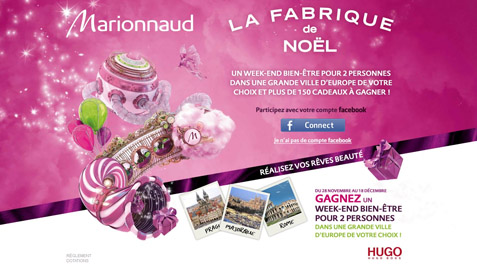 Marionnaud
LA FABRIQUE
de
NOËL
UN WEEK-END BIEN-ÊTRE POUR 2 PERSONNES
DANS UNE GRANDE VILLE D'EUROPE DE VOTRE
CHOIX ET PLUS DE 150 CADEAUX À GAGNER !
Participez avec votre compte facebook
f Connect
Je n'ai pas de compte facebook
M
RÉALISEZ VOS RÊVES BEAUTÉ
PRAGUE
MAJORQUE
ROME
DU 28 NOVEMBRE AU 18 DÉCEMBRE
GAGNEZ UN
WEEK-END BIEN-ÊTRE
POUR 2 PERSONNES
DANS UNE GRANDE VILLE
D'EUROPE DE VOTRE CHOIX !
RÈGLEMENT
DOTATIONS
HUGO
HUGO BOSS